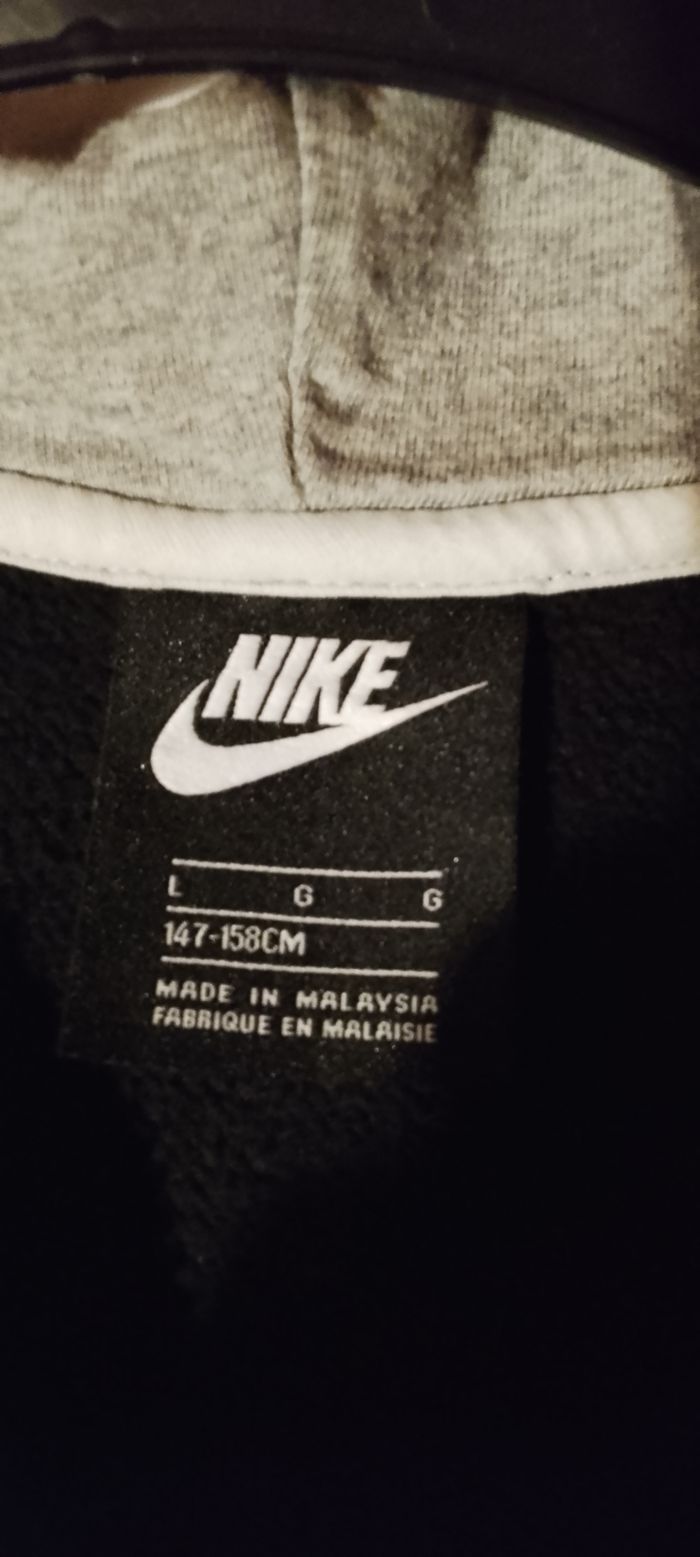 NIKE
L G G
147-158CM
MADE IN MALAYSIA
FABRIQUE EN MALAISIE